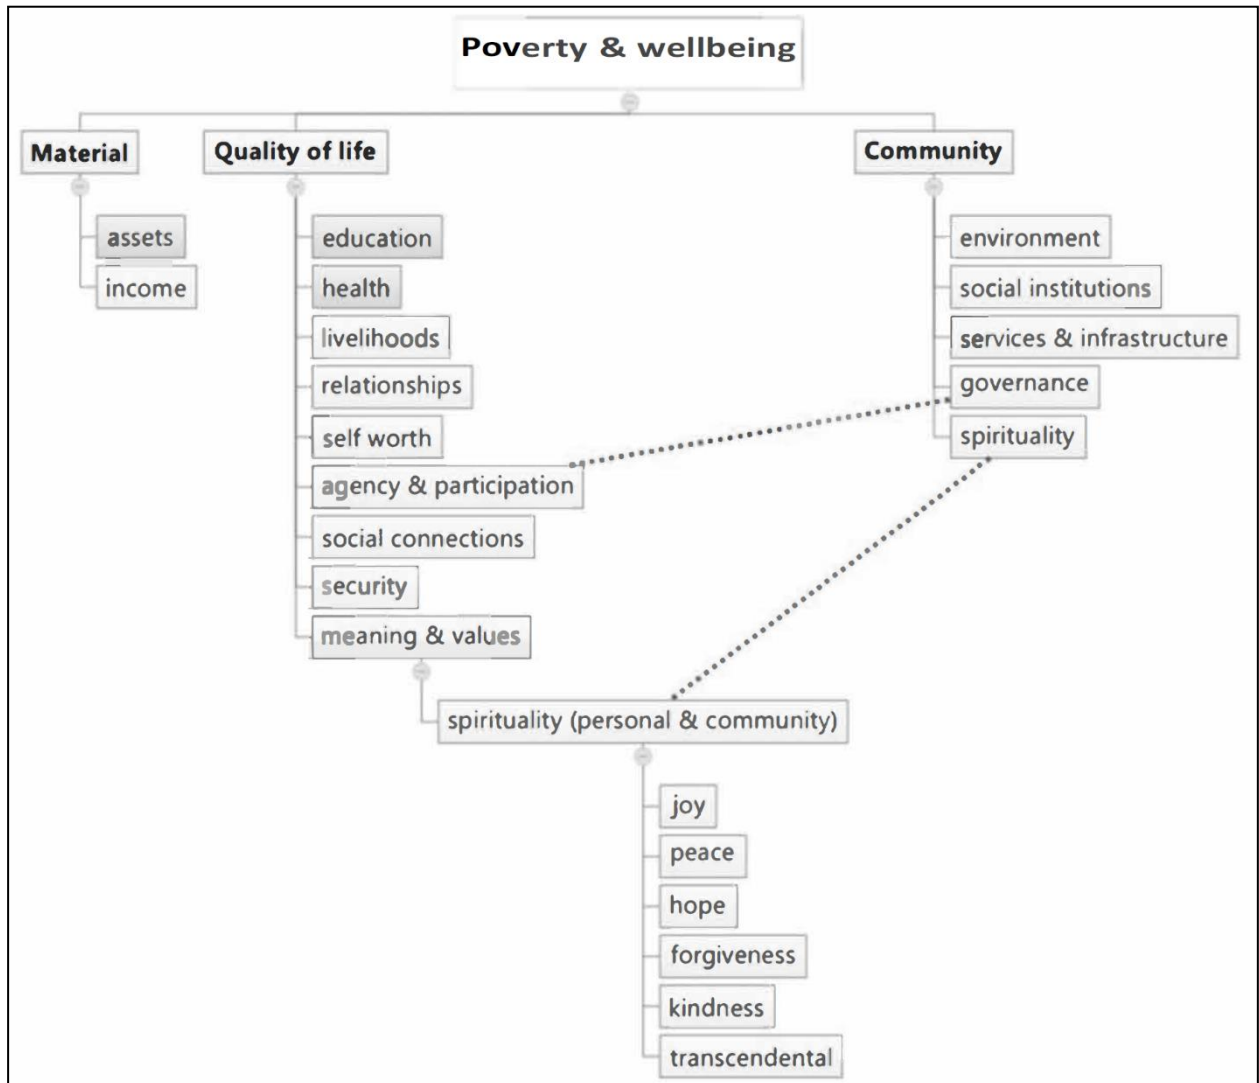 Poverty & wellbeing
Material
assets
income
Quality of life
education
health
livelihoods
relationships
self worth
agency & participation
social connections
security
meaning & values
spirituality (personal & community)
joy
peace
hope
forgiveness
kindness
transcendental
Community
environment
social institutions
services & infrastructure
governance
spirituality